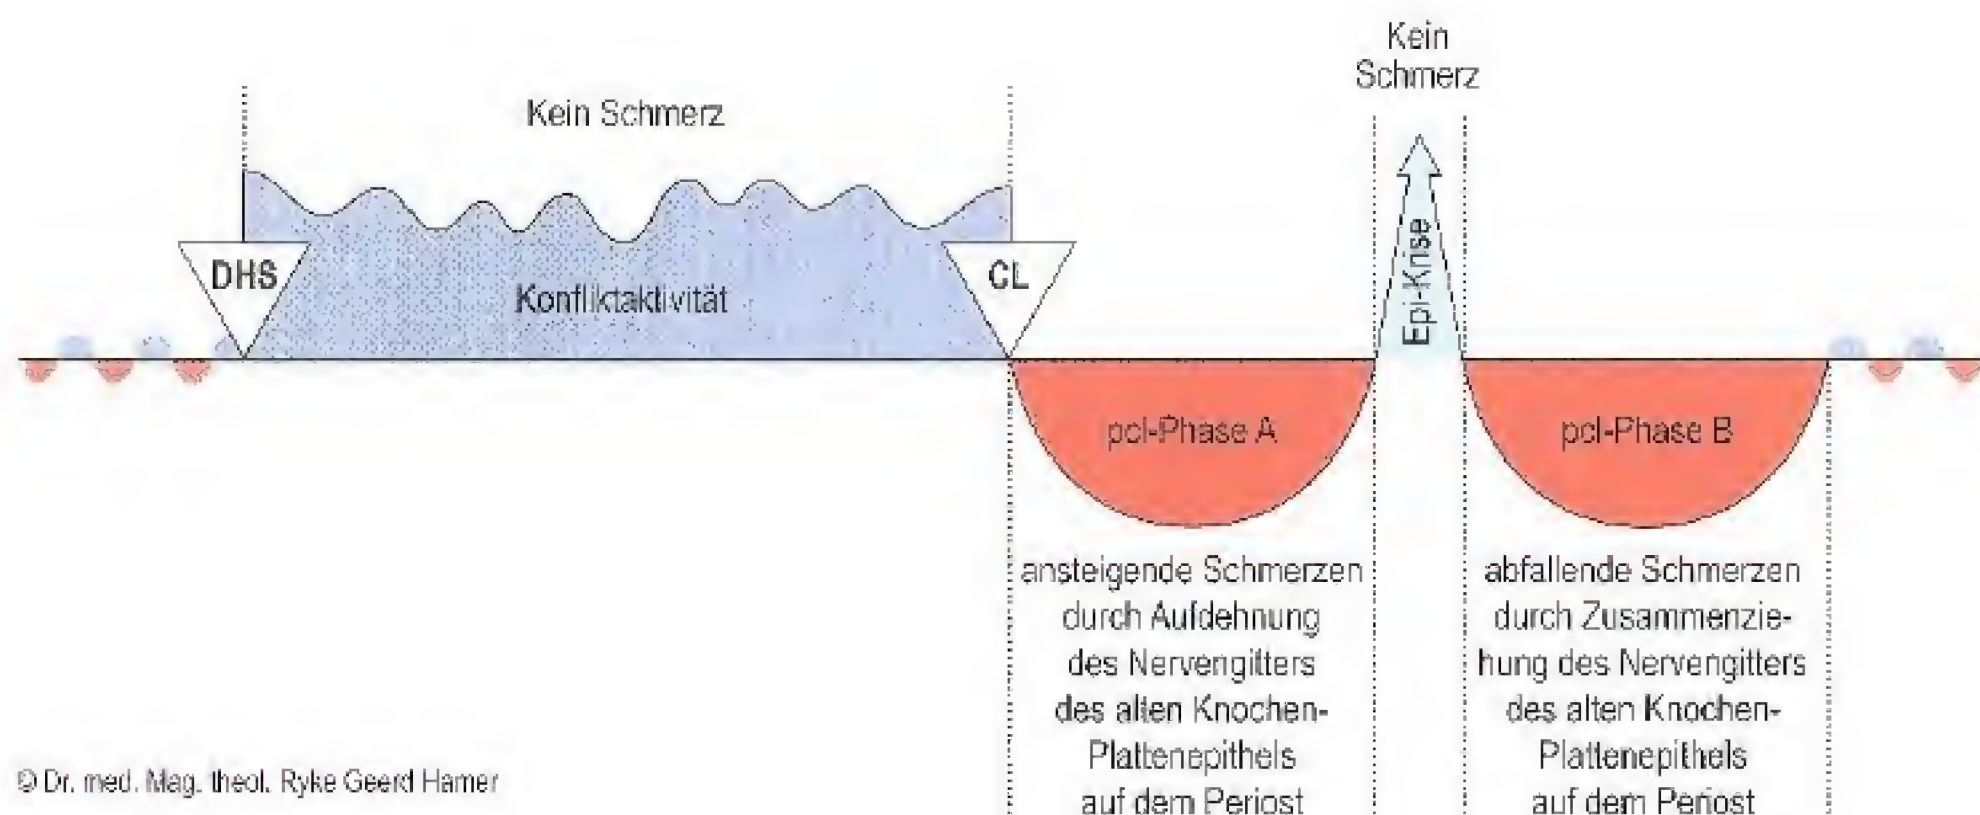 Kein
Schmerz
Kein Schmerz
DHS
CL
Konfliktaktivität
Epi-Krise
pcl-Phase A
pcl-Phase B
ansteigende Schmerzen
durch Aufdehnung
des Nervengitters
des alten Knochen-
Plattenepithels
auf dem Periost
abfallende Schmerzen
durch Zusammenzie-
hung des Nervengitters
des alten Knochen-
Plattenepithels
auf dem Periost
© Dr. med. Mag. theol. Ryke Geerd Hamer